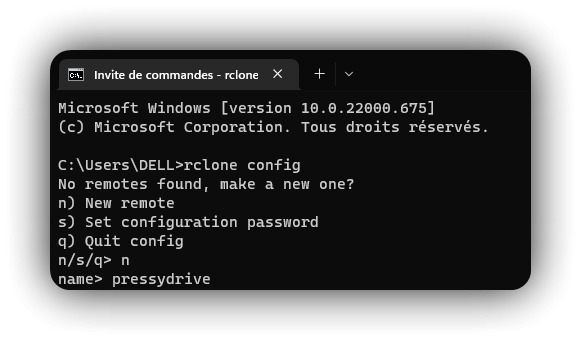 Invite de commandes - rclone
Microsoft Windows [version 10.0.22000.675]
(c) Microsoft Corporation. Tous droits réservés.
C:\Users\DELL>rclone config
No remotes found, make a new one?
n) New remote
s) Set configuration password
q) Quit config
n/s/q> n
name> pressydrive